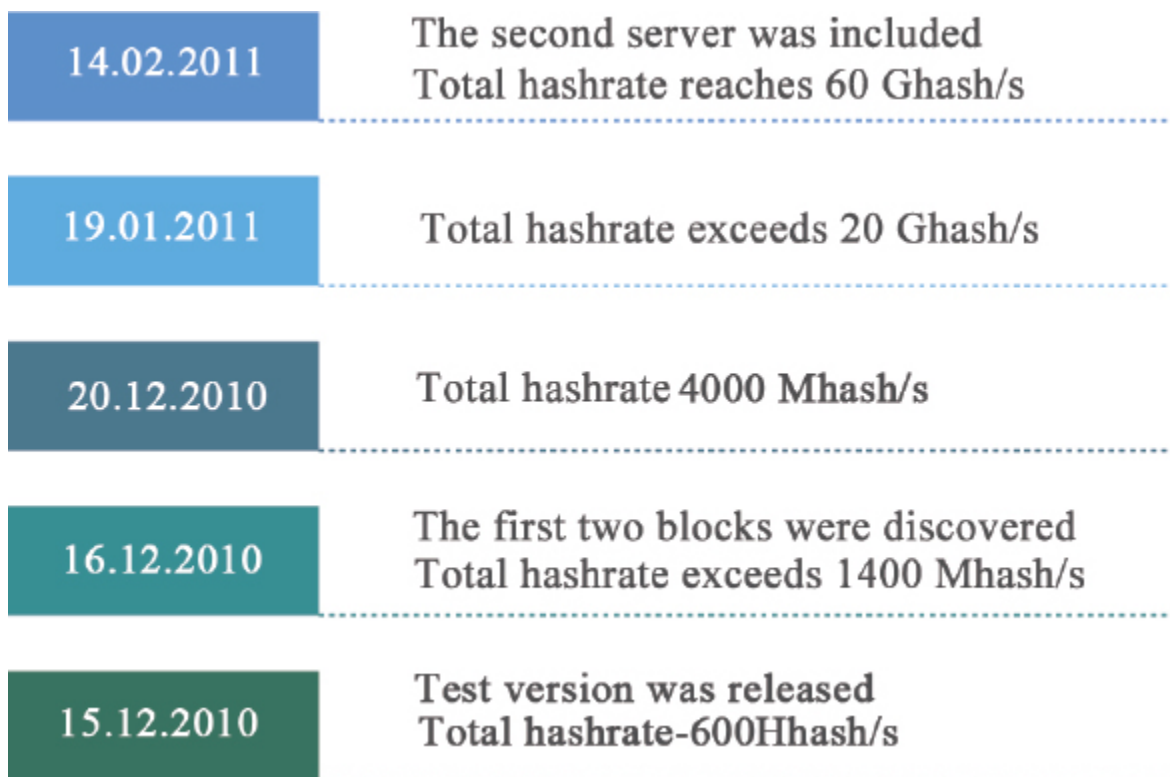 14.02.2011
The second server was included
Total hashrate reaches 60 Ghash/s
19.01.2011
Total hashrate exceeds 20 Ghash/s
20.12.2010
Total hashrate 4000 Mhash/s
16.12.2010
The first two blocks were discovered
Total hashrate exceeds 1400 Mhash/s
15.12.2010
Test version was released
Total hashrate-600Hhash/s